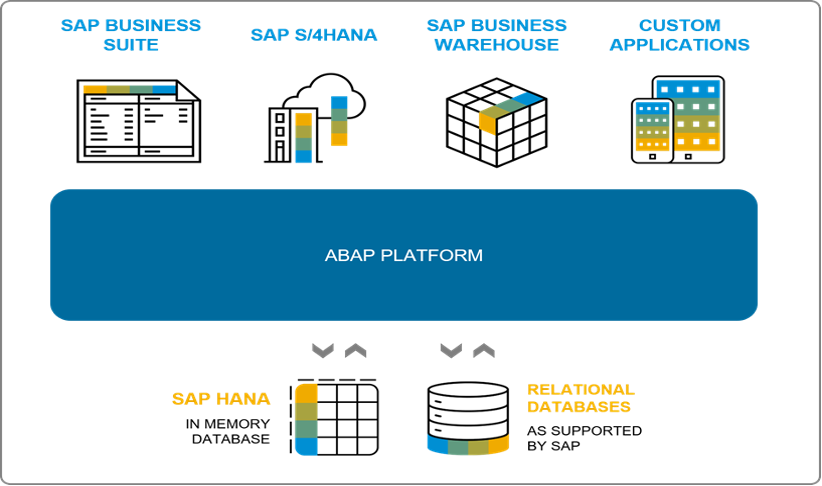 SAP BUSINESS
SUITE
SAP S/4HANA
SAP BUSINESS
WAREHOUSE
CUSTOM
APPLICATIONS
ABAP PLATFORM
SAP HANA
IN MEMORY
DATABASE
RELATIONAL
DATABASES
AS SUPPORTED
BY SAP